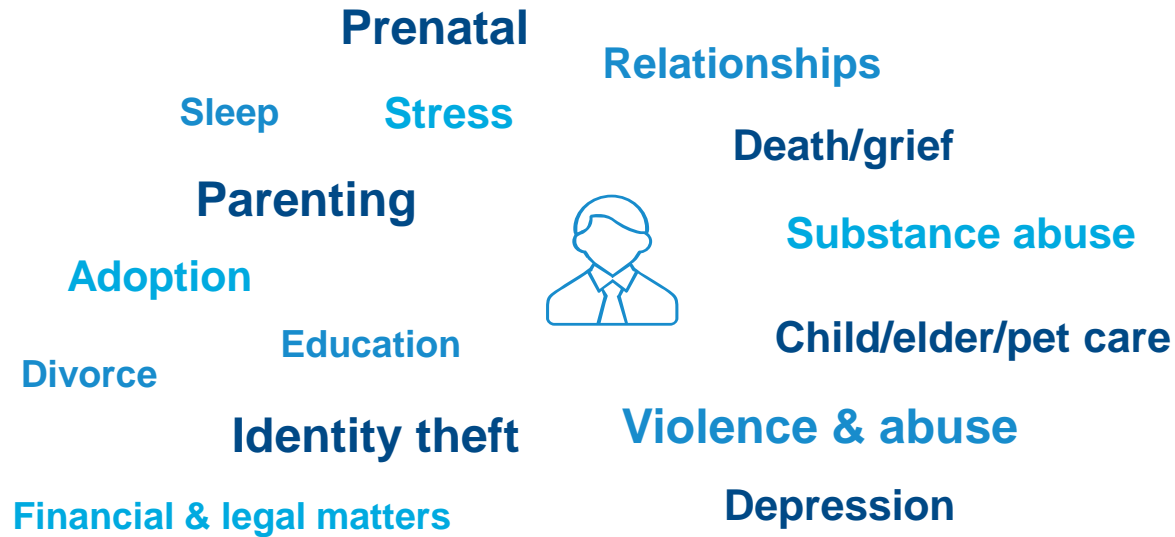 Prenatal
Relationships
Sleep
Stress
Death/grief
Parenting
Substance abuse
Adoption
Education
Child/elder/pet care
Divorce
Identity theft
Violence & abuse
Financial & legal matters
Depression